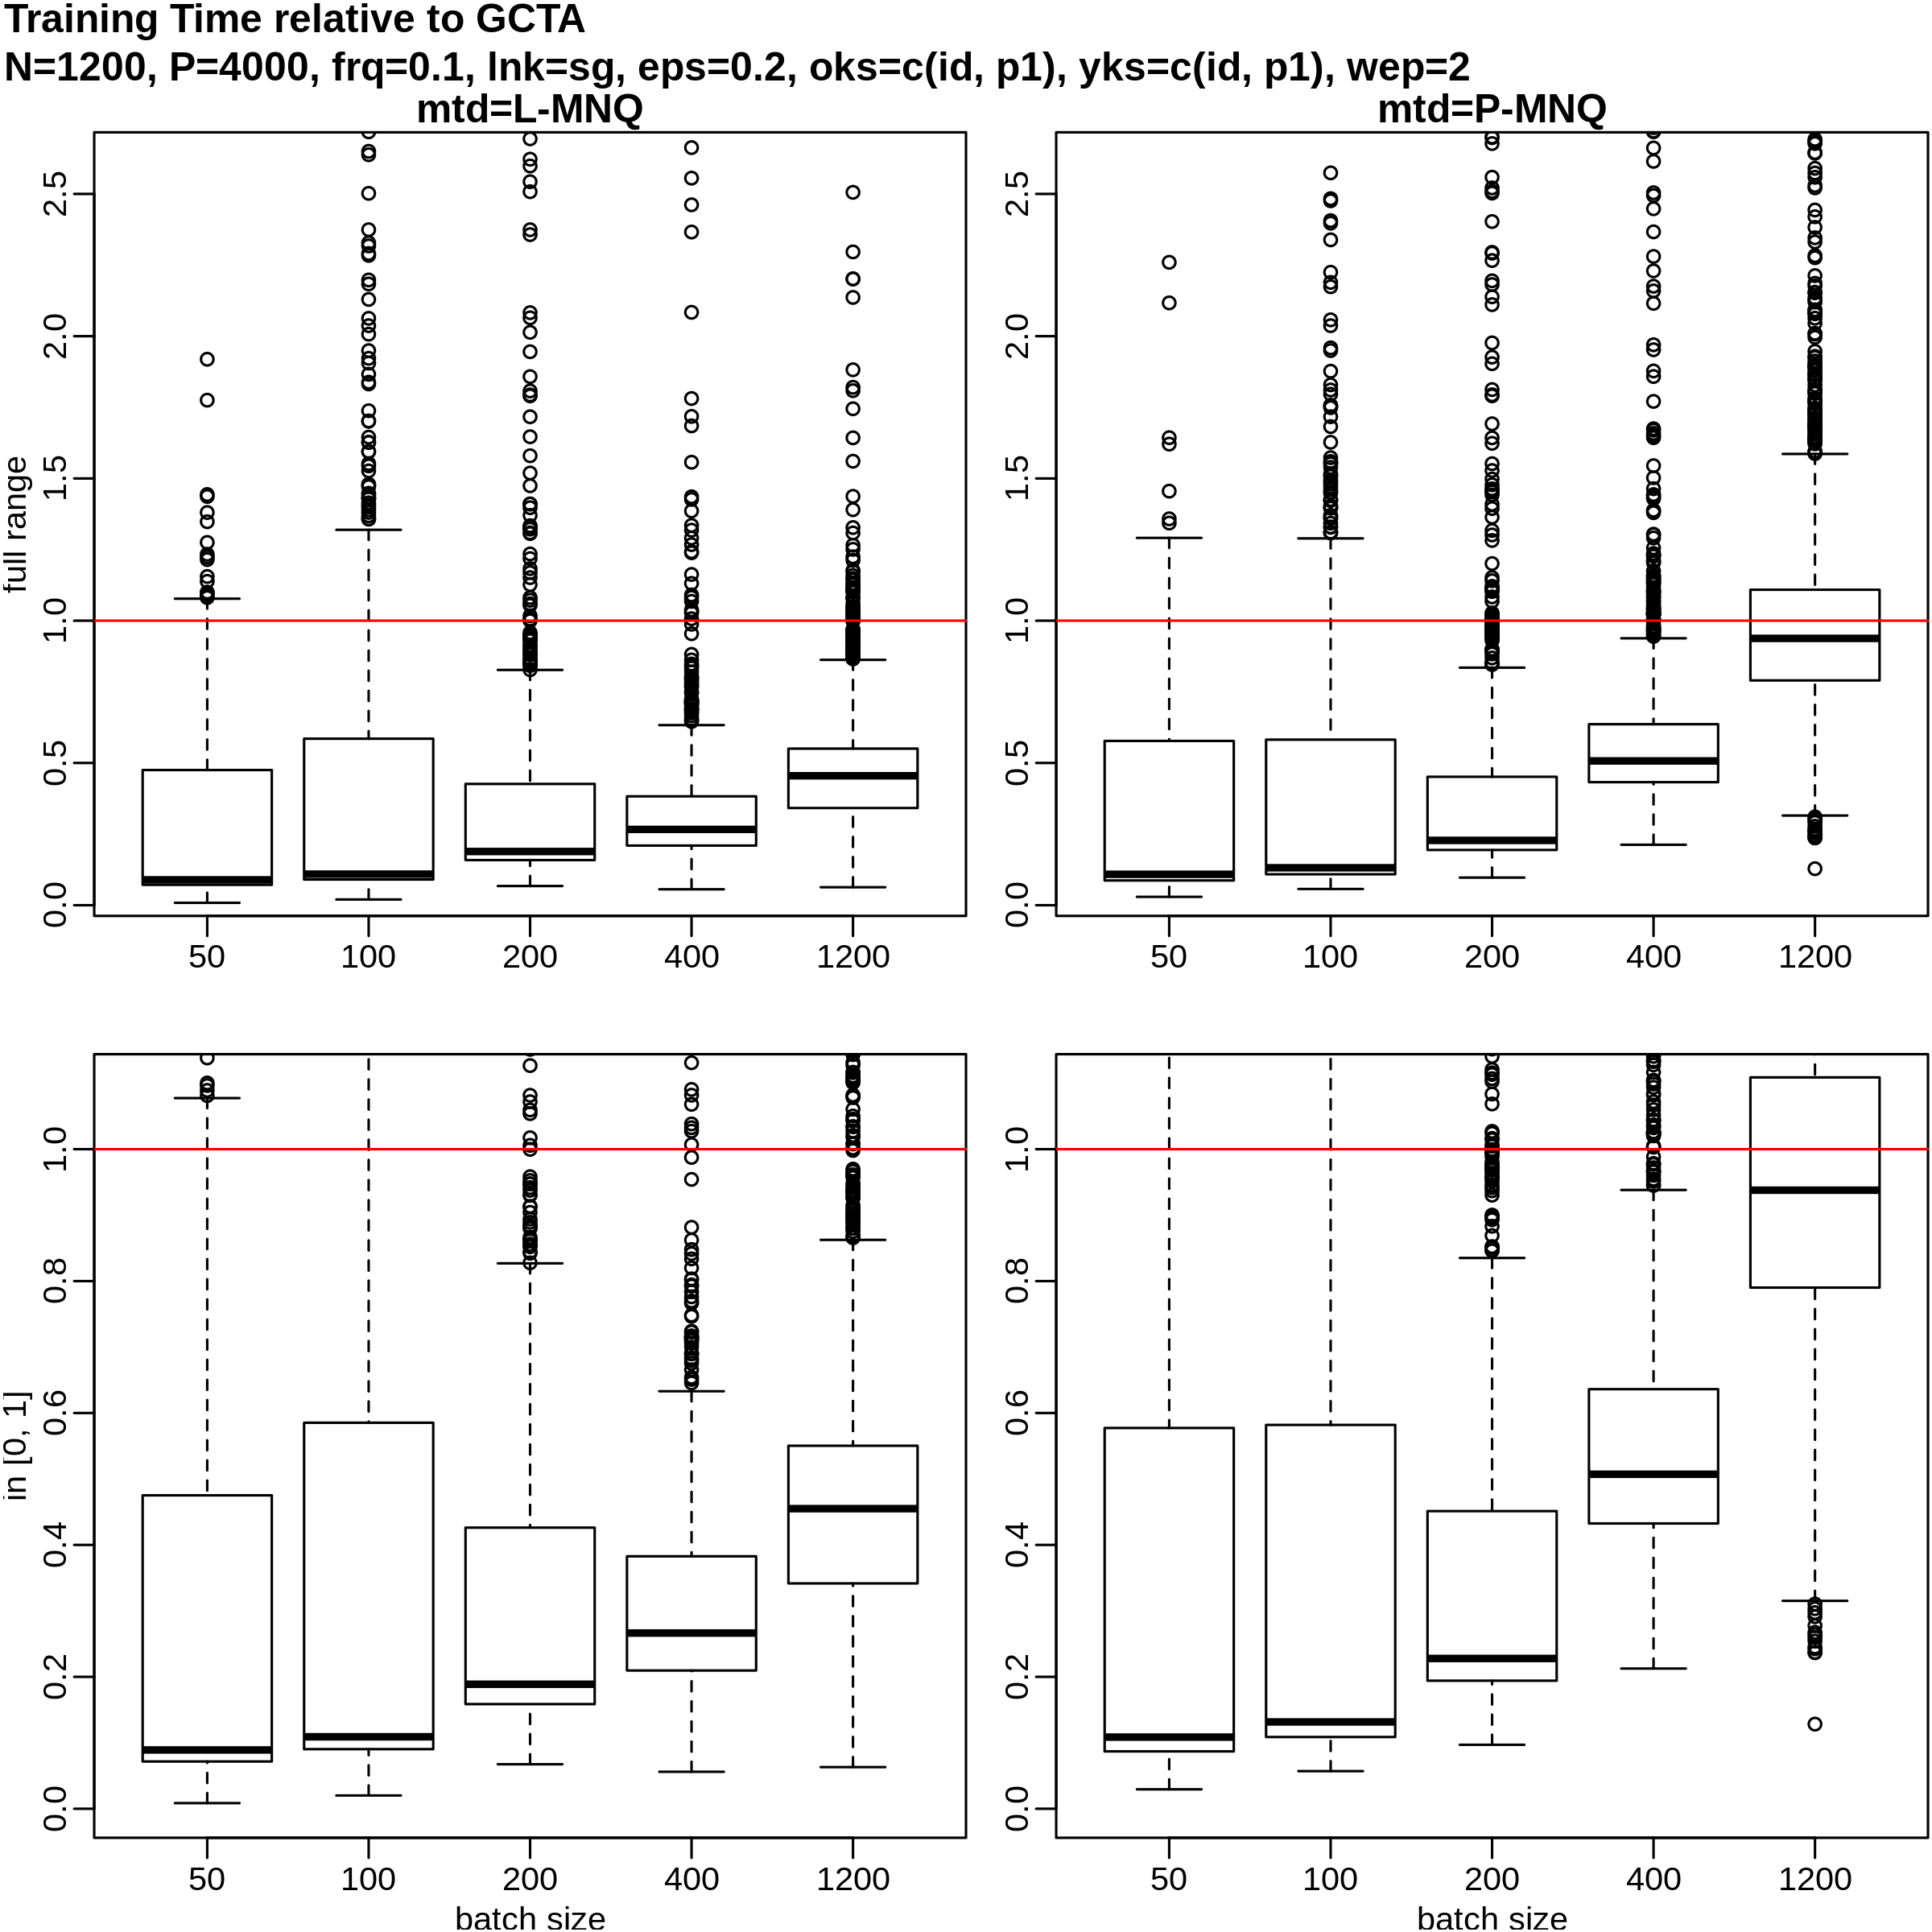 Training Time relative to GCTA
N=1200, P=4000, frq=0.1, lnk=sg, eps=0.2, oks=c(id, p1), yks=c(id, p1), wep=2
mtd=L-MNQ
mtd=P-MNQ
full range
2.5
2.0
1.5
1.0
0.5
0.0
50 100 200 400 1200
2.5
2.0
1.5
1.0
0.5
0.0
50 100 200 400 1200
in [0, 1]
1.0
0.8
0.6
0.4
0.2
0.0
50 100 200 400 1200
batch size
1.0
0.8
0.6
0.4
0.2
0.0
50 100 200 400 1200
batch size